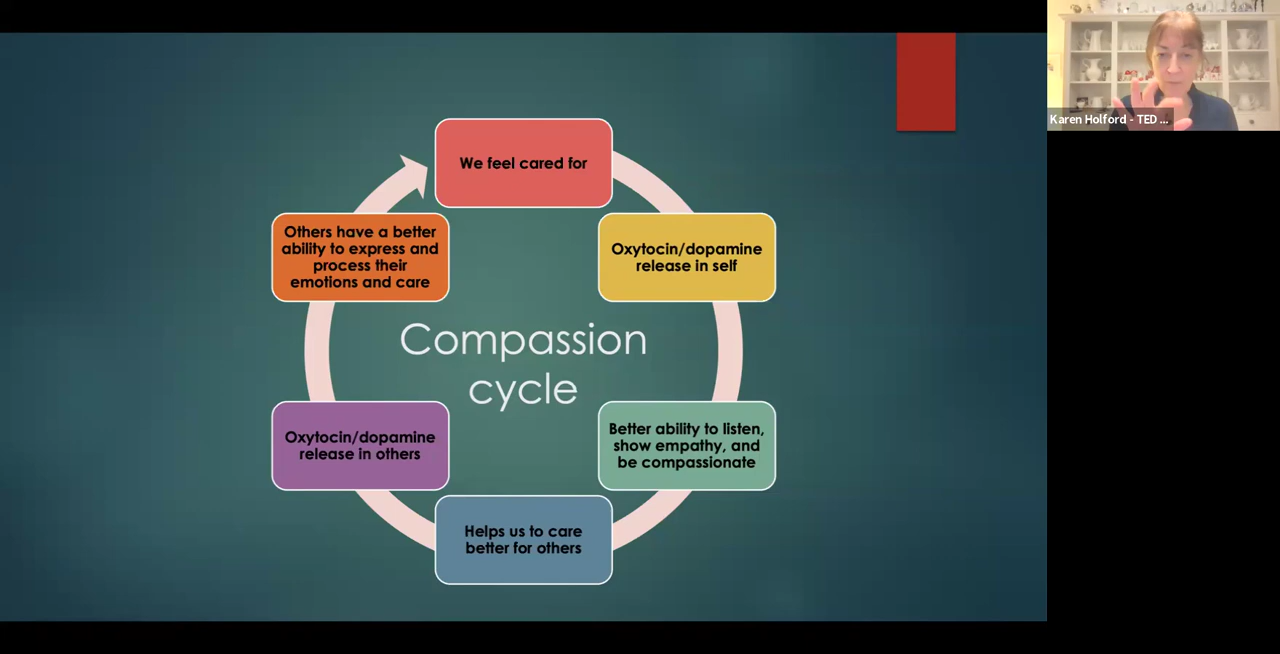 We feel cared for
Oxytocin/dopamine
release in self
Better ability to listen,
show empathy, and
be compassionate
Helps us to care
better for others
Oxytocin/dopamine
release in others
Others have a better
ability to express and
process their
emotions and care
Compassion
cycle
Karen Holford - TED ...